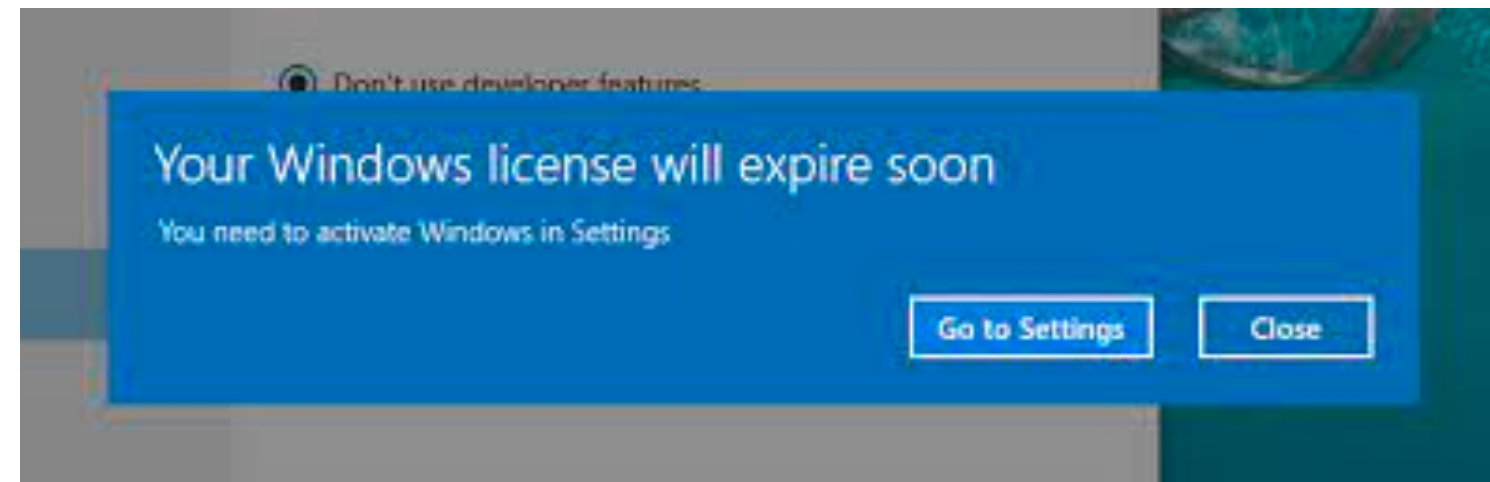 Don't use developer features
Your Windows license will expire soon
You need to activate Windows in Settings
Go to Settings
Close